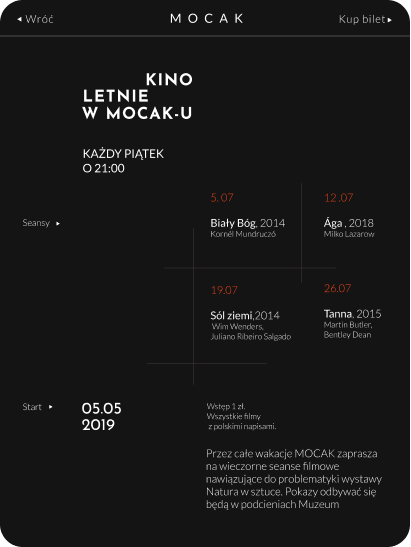 Wróć
MOCAK
Kup bilet
KINO
LETNIE
W MOCAK-U
KAŻDY PIĄTEK
O 21:00
Seansy
5.07
Biały Bóg, 2014
Kornél Mundruczó
12.07
Ága , 2018
Milko Lazarow
19.07
Sól ziemi,2014
Wim Wenders,
Juliano Ribeiro Salgado
26.07
Tanna, 2015
Martin Butler,
Bentley Dean
Start
05.05
2019
Wstęp 1 zł.
Wszystkie filmy
z polskimi napisami.
Przez całe wakacje MOCAK zaprasza
na wieczorne seanse filmowe
nawiązujące do problematyki wystawy
Natura w sztuce. Pokazy odbywać się
będą w podcieniach Muzeum